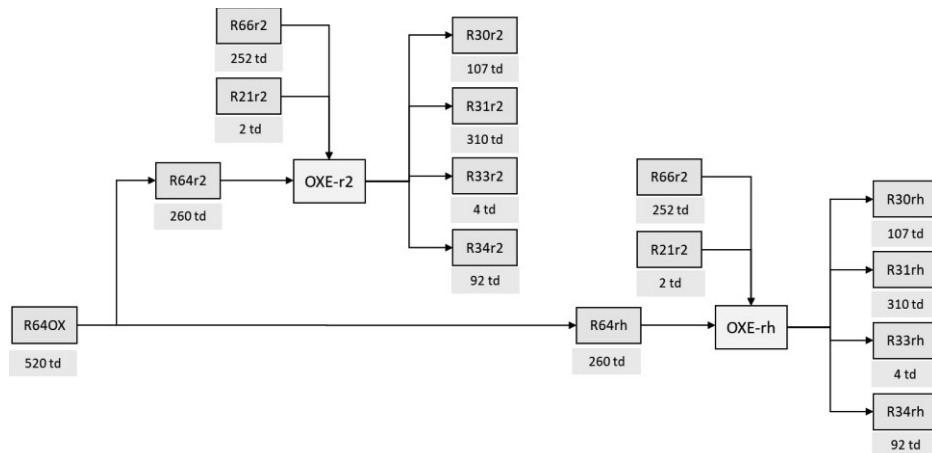 R66r2
252 td
R21r2
2 td
R64r2
260 td
OXE-r2
R30r2
107 td
R31r2
310 td
R33r2
4 td
R34r2
92 td
R64OX
520 td
R66r2
252 td
R21r2
2 td
R64rh
260 td
OXE-rh
R30rh
107 td
R31rh
310 td
R33rh
4 td
R34rh
92 td